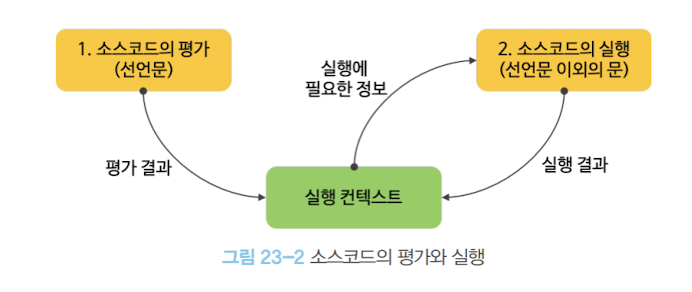 1. 소스코드의 평가
(선언문)
실행에
필요한 정보
2. 소스코드의 실행
(선언문 이외의 문)
평가 결과
실행 결과
실행 컨텍스트
그림 23-2 소스코드의 평가와 실행